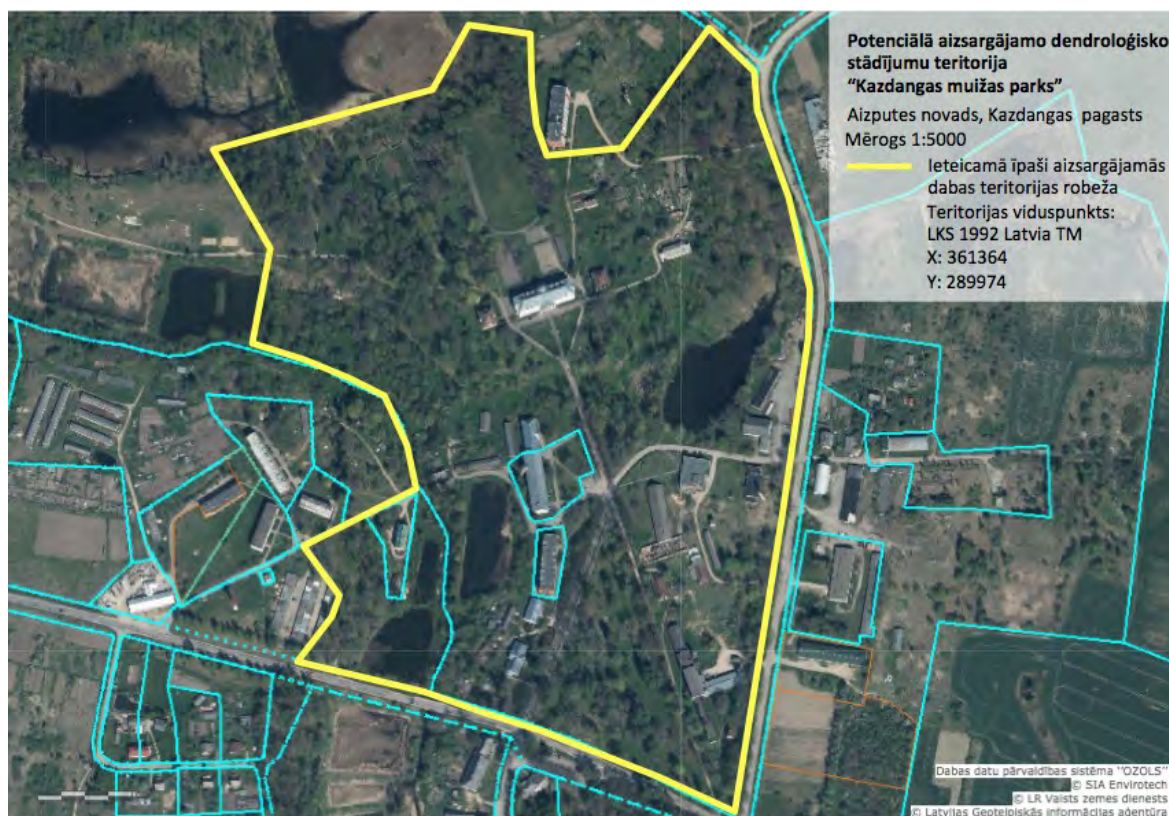 Potenciālā aizsargājamo dendroloģisko
stādījumu teritorija
“Kazdangas muižas parks”
Aizputes novads, Kazdangas pagasts
Mērogs 1:5000
Ieteicamā īpaši aizsargājamās
dabas teritorijas robeža
Teritorijas viduspunkts:
LKS 1992 Latvia TM
X: 361364
Y: 289974
Dabas datu pārvaldības sistēma "OZOLS"
© SIA Envirotech
© LR Valsts zemes dienests
© Latvijas Ģeotelpiskās informācijas aģentūra